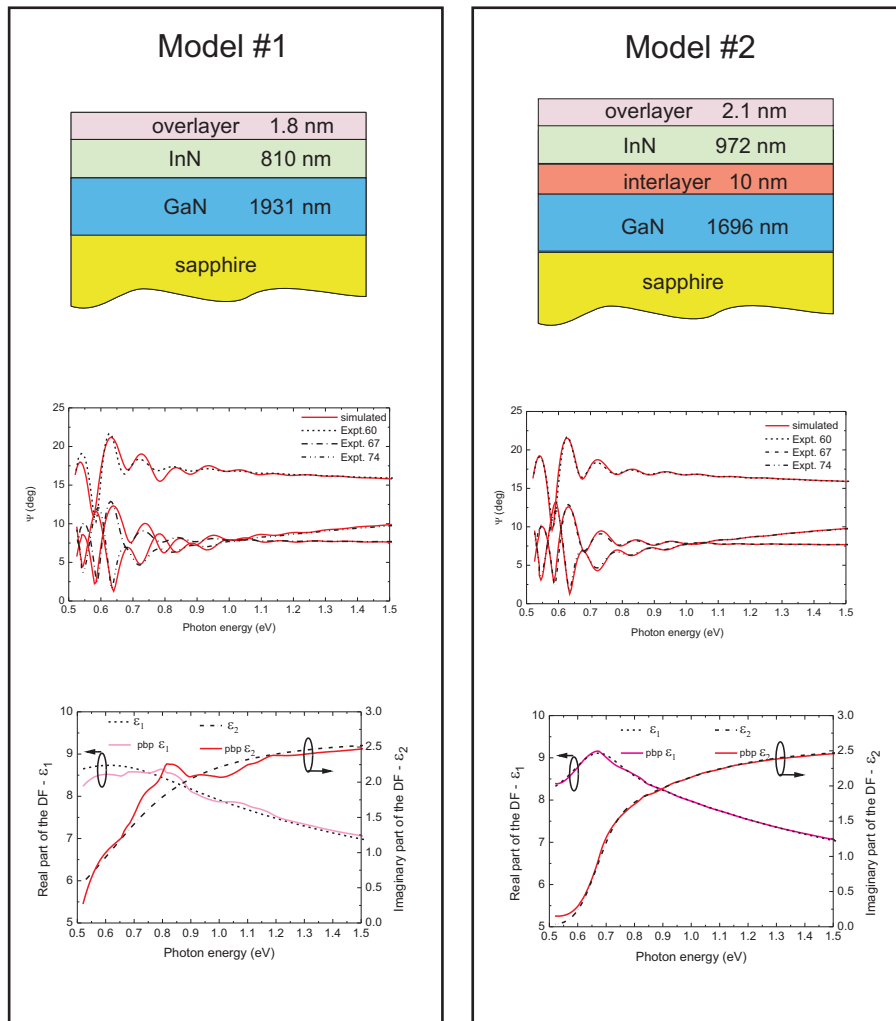 Model #1
overlayer 1.8 nm
InN 810 nm
GaN 1931 nm
sapphire
25
20
15
10
5
0
Ψ (deg)
simulated
Expt.60
Expt. 67
Expt. 74
0.5 0.6 0.7 0.8 0.9 1.0 1.1 1.2 1.3 1.4 1.5
Photon energy (eV)
10
9
8
7
6
5
Real part of the DF - ε1
ε1
ε2
pbp ε1
pbp ε2
3.0
2.5
2.0
1.5
1.0
0.5
0.0
Imaginary part of the DF - ε2
0.5 0.6 0.7 0.8 0.9 1.0 1.1 1.2 1.3 1.4 1.5
Photon energy (eV)
Model #2
overlayer 2.1 nm
InN 972 nm
interlayer 10 nm
GaN 1696 nm
sapphire
25
20
15
10
5
0
Ψ (deg)
simulated
Expt. 60
Expt. 67
Expt. 74
0.5 0.6 0.7 0.8 0.9 1.0 1.1 1.2 1.3 1.4 1.5
Photon energy (eV)
10
9
8
7
6
5
Real part of the DF - ε1
ε1
ε2
pbp ε1
pbp ε2
3.0
2.5
2.0
1.5
1.0
0.5
0.0
Imaginary part of the DF - ε2
0.5 0.6 0.7 0.8 0.9 1.0 1.1 1.2 1.3 1.4 1.5
Photon energy (eV)